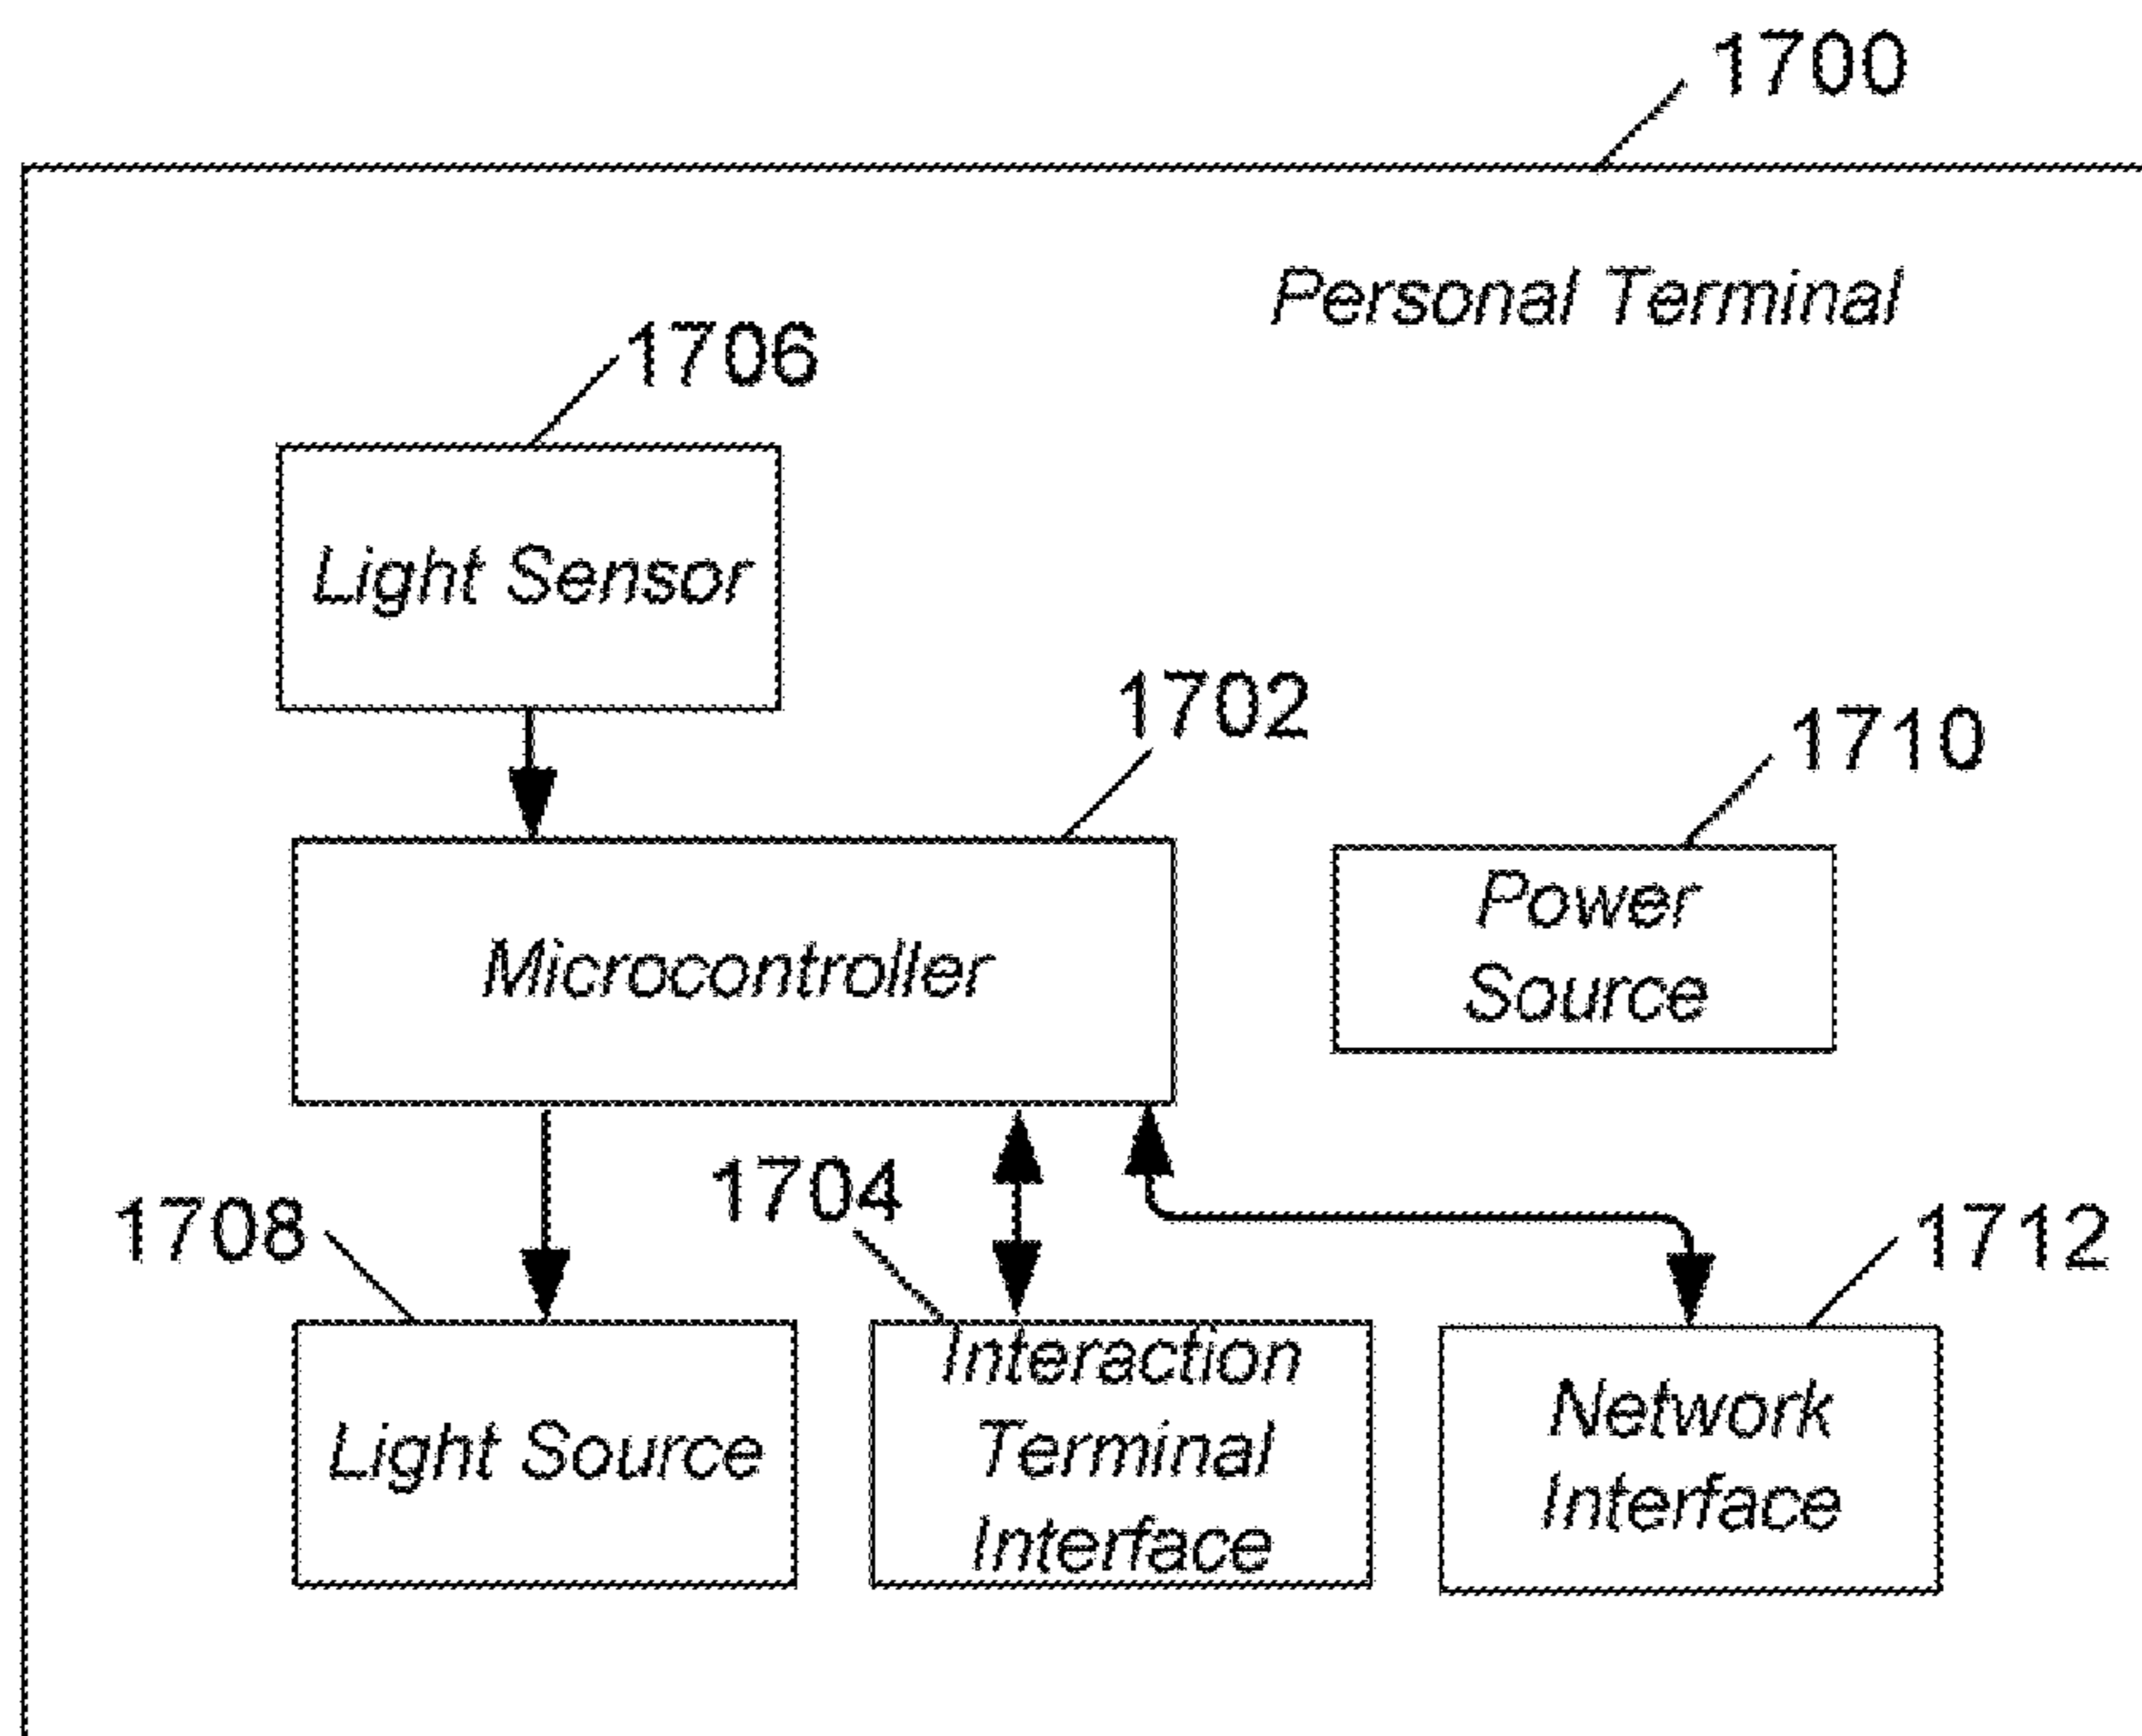 1700
Personal Terminal
1706
Light Sensor
1702
1710
Microcontroller
Power
Source
1704
1708
1712
Light Source
Interaction
Terminal
Interface
Network
Interface